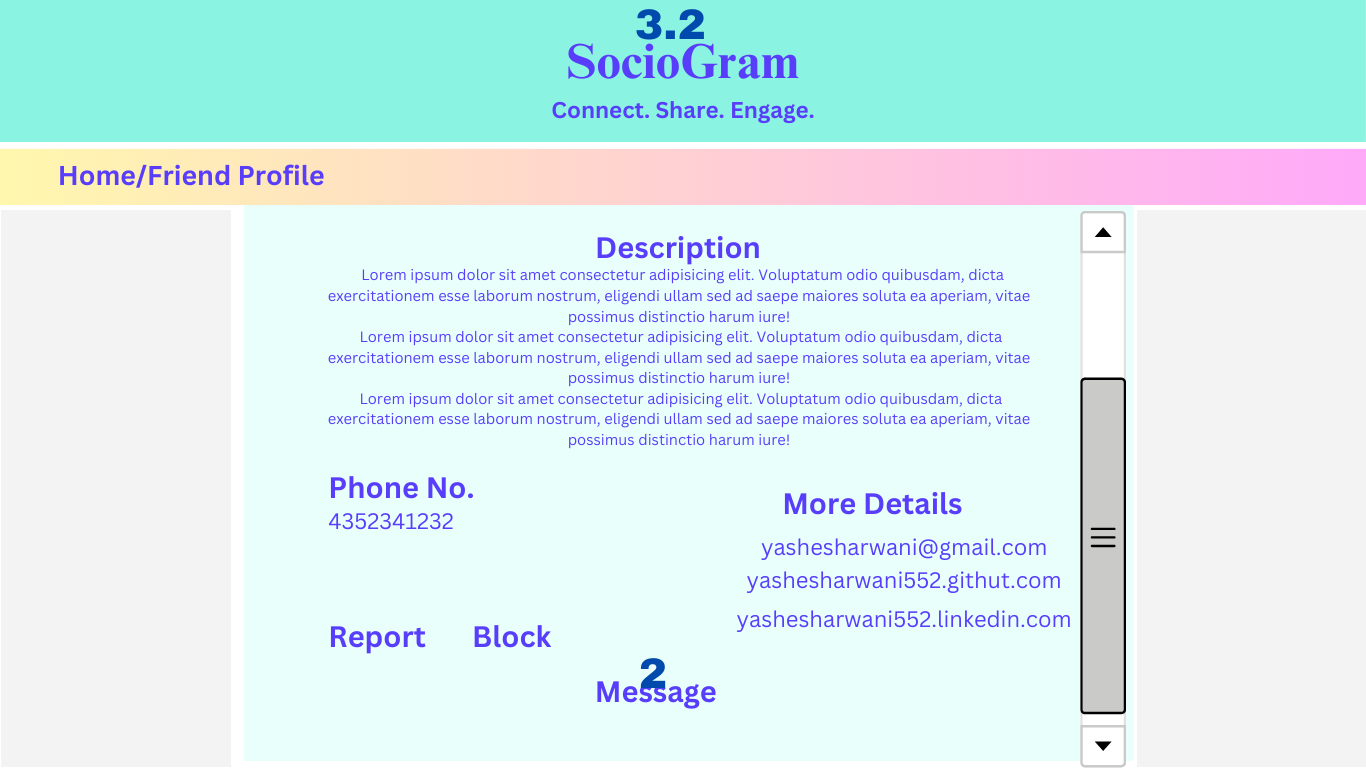 3.2
SocioGram
Connect. Share. Engage.
Home/Friend Profile
Description
Lorem ipsum dolor sit amet consectetur adipisicing elit. Voluptatum odio quibusdam, dicta
exercitationem esse laborum nostrum, eligendi ullam sed ad saepe maiores soluta ea aperiam, vitae
possimus distinctio harum iure!
Lorem ipsum dolor sit amet consectetur adipisicing elit. Voluptatum odio quibusdam, dicta
exercitationem esse laborum nostrum, eligendi ullam sed ad saepe maiores soluta ea aperiam, vitae
possimus distinctio harum iure!
Lorem ipsum dolor sit amet consectetur adipisicing elit. Voluptatum odio quibusdam, dicta
exercitationem esse laborum nostrum, eligendi ullam sed ad saepe maiores soluta ea aperiam, vitae
possimus distinctio harum iure!
Phone No.
4352341232
More Details
yashesharwani@gmail.com
yashesharwani552.githut.com
yashesharwani552.linkedin.com
Report
Block
2
Message